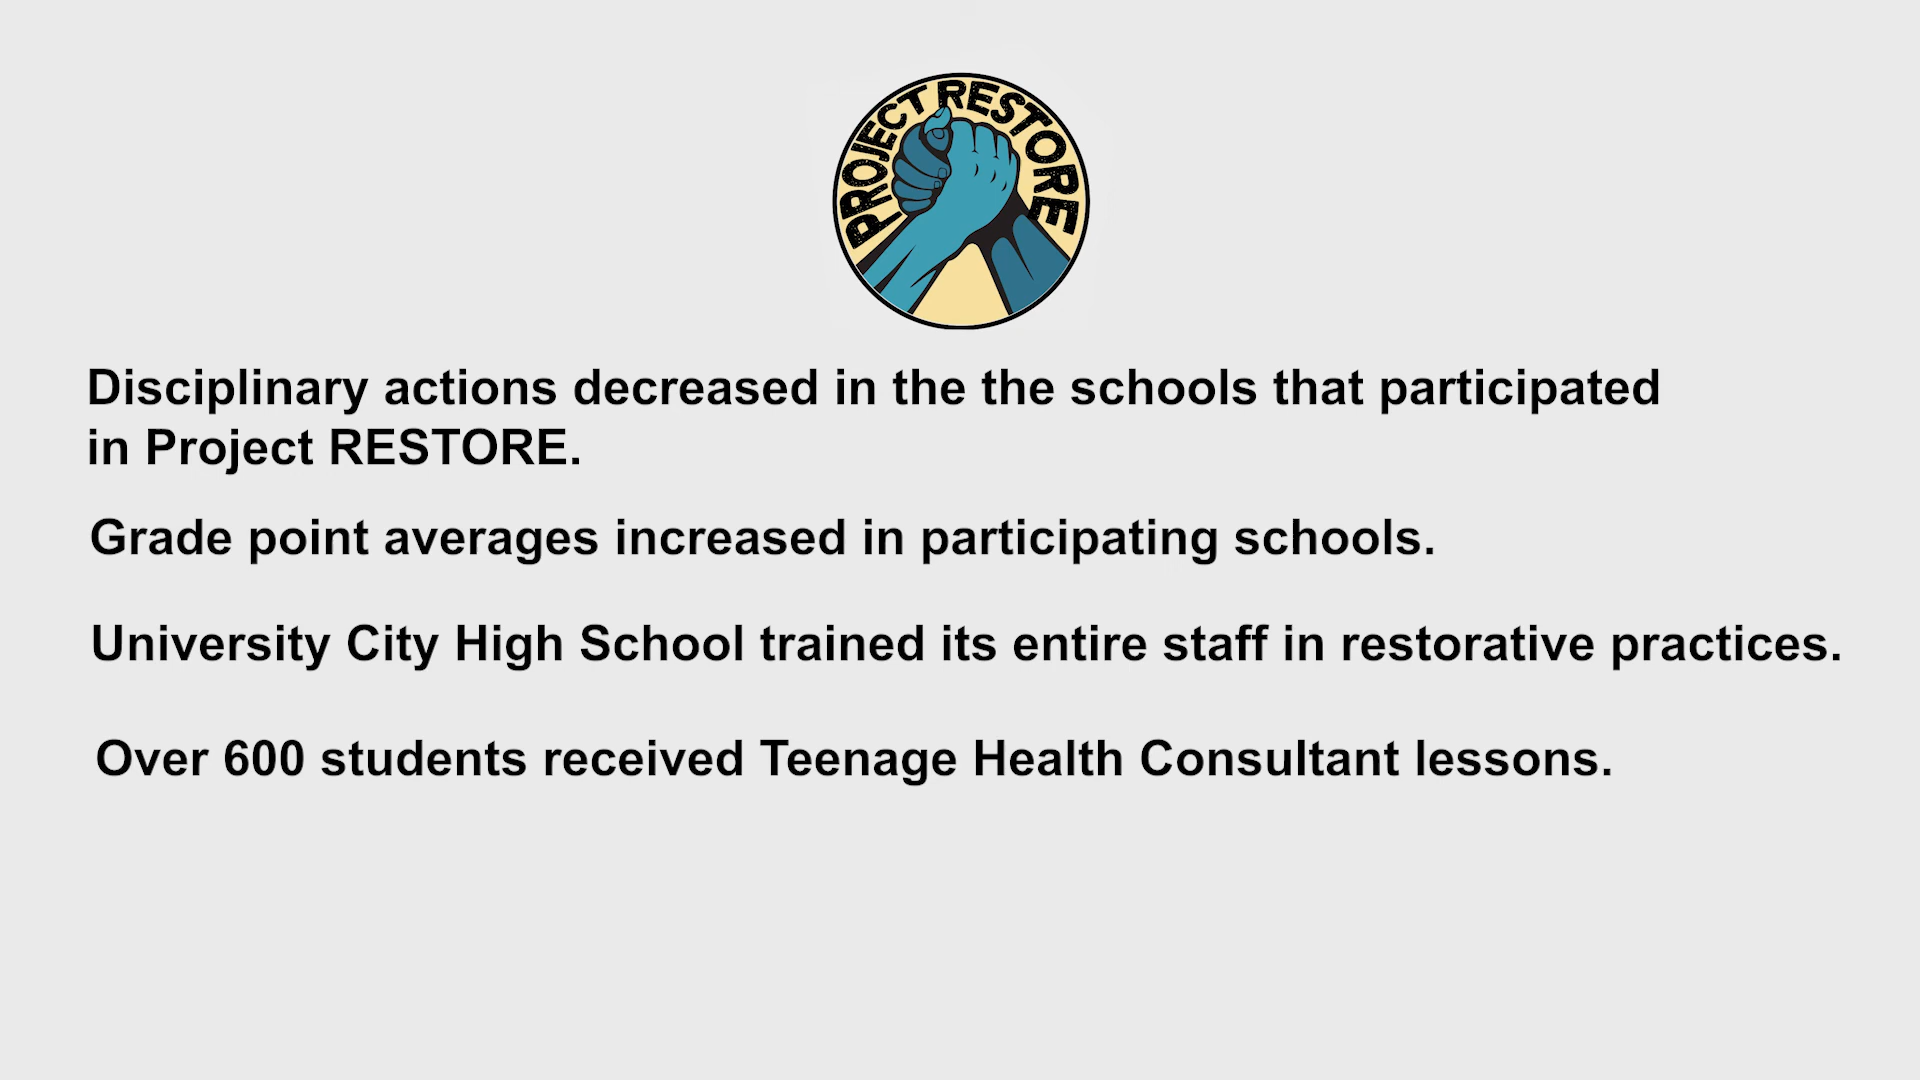 PROJECT RESTORE
Disciplinary actions decreased in the the schools that participated
in Project RESTORE.
Grade point averages increased in participating schools.
University City High School trained its entire staff in restorative practices.
Over 600 students received Teenage Health Consultant lessons.